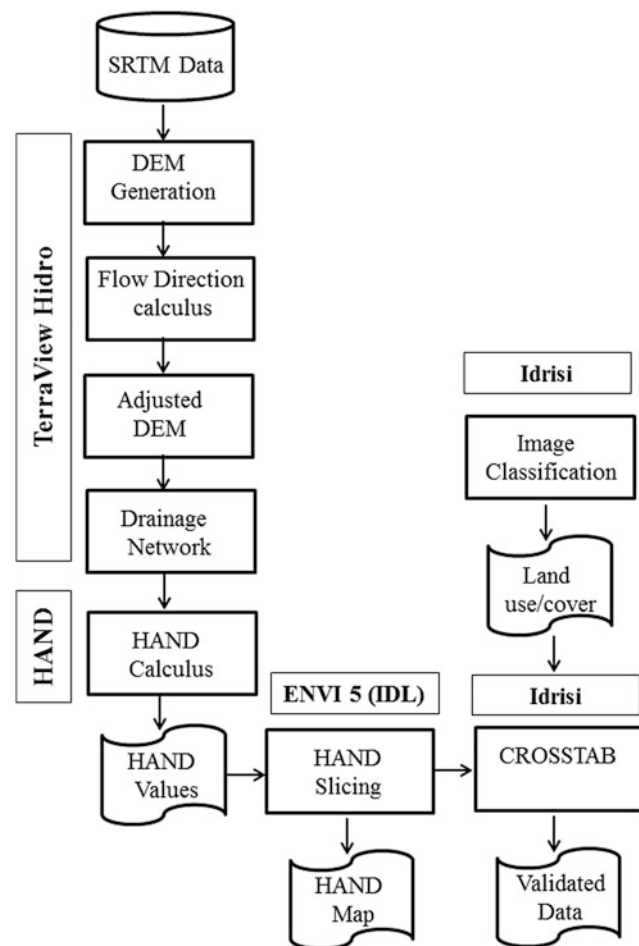 SRTM Data
TerraView Hidro
DEM
Generation
Flow Direction
calculus
Adjusted
DEM
Drainage
Network
HAND
HAND
Calculus
HAND
Values
ENVI 5 (IDL)
HAND
Slicing
HAND
Map
Idrisi
Image
Classification
Land
use/cover
Idrisi
CROSSTAB
Validated
Data